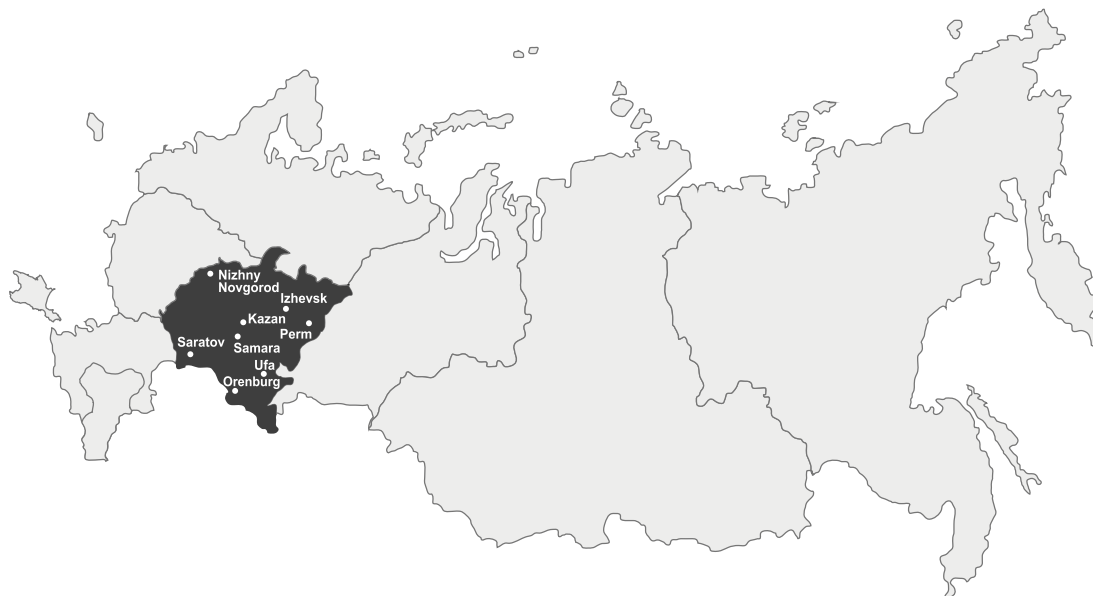 Nizhny
Novgorod
Izhevsk
Kazan
Perm
Saratov
Samara
Ufa
Orenburg